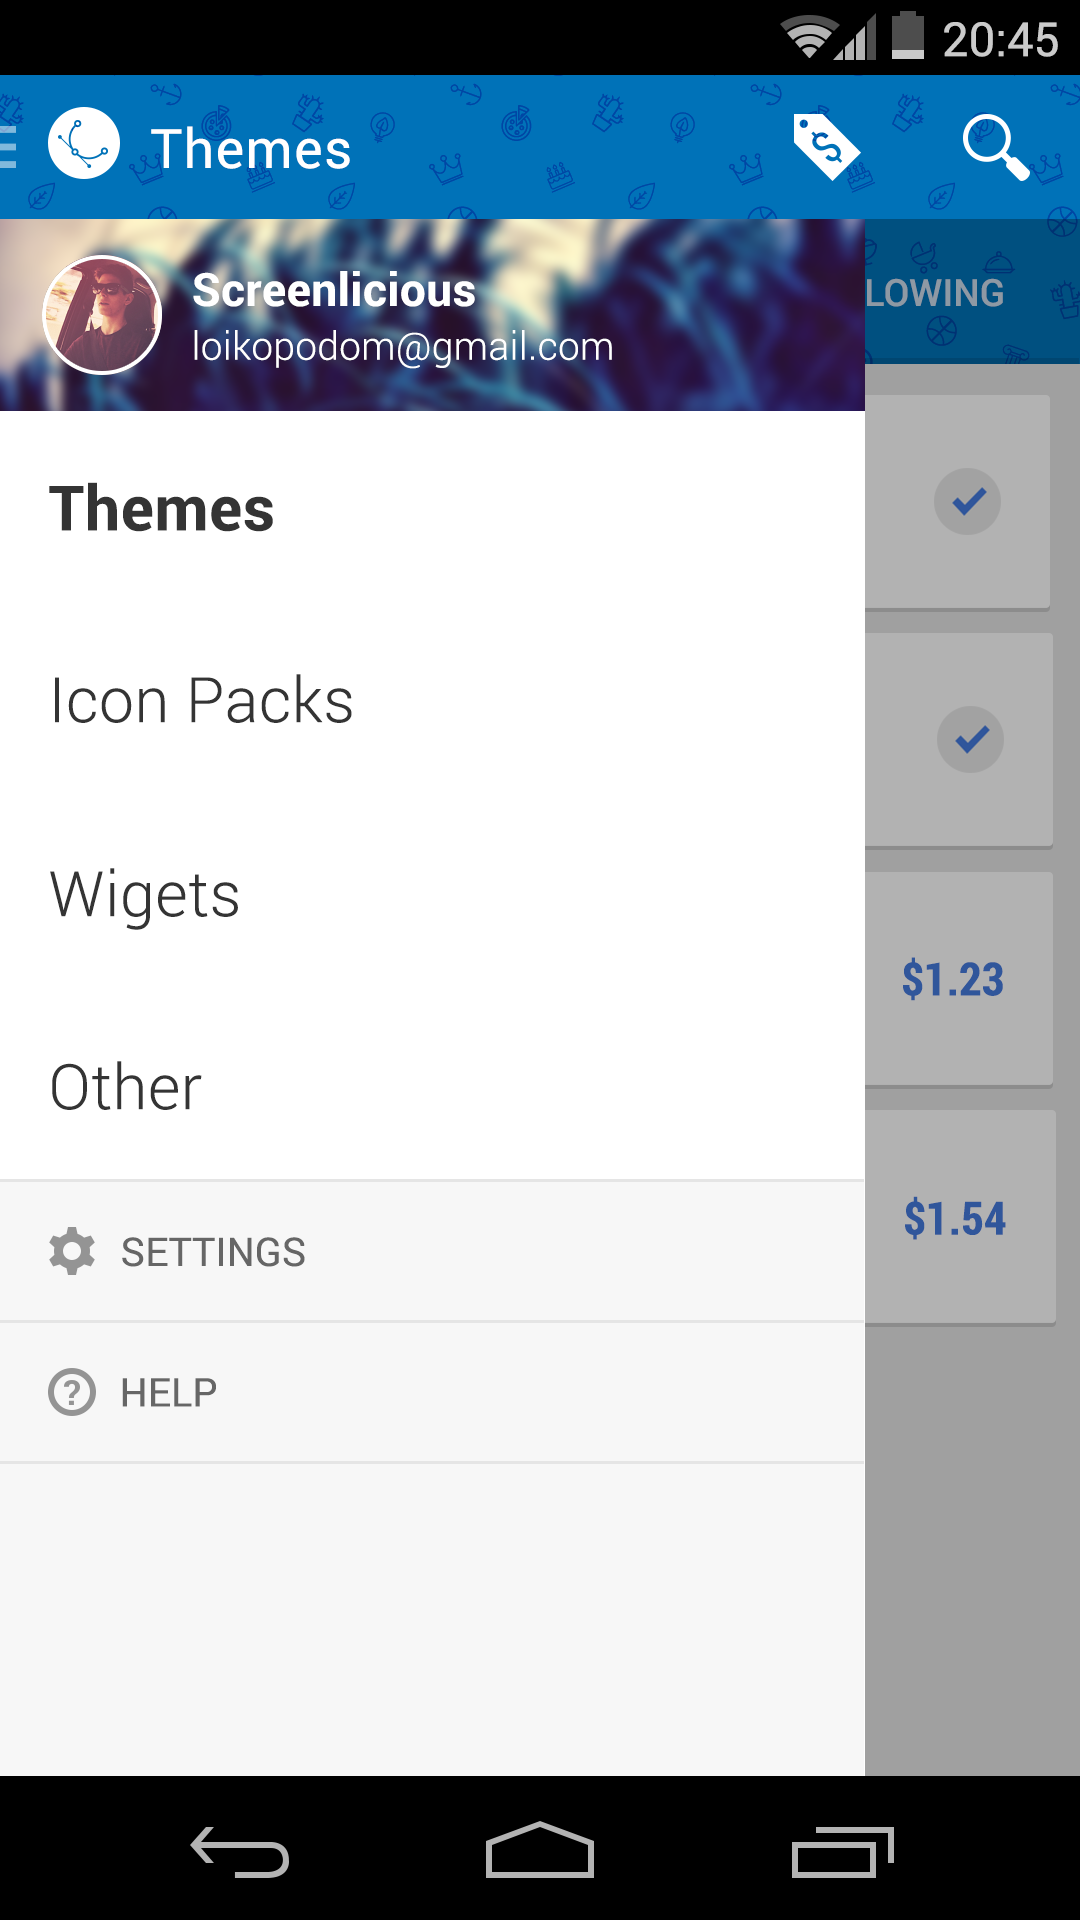 20:45
Themes
Screenlicious
loikopodom@gmail.com
LOWING
Themes
Icon Packs
Wigets
$1.23
Other
$1.54
SETTINGS
HELP